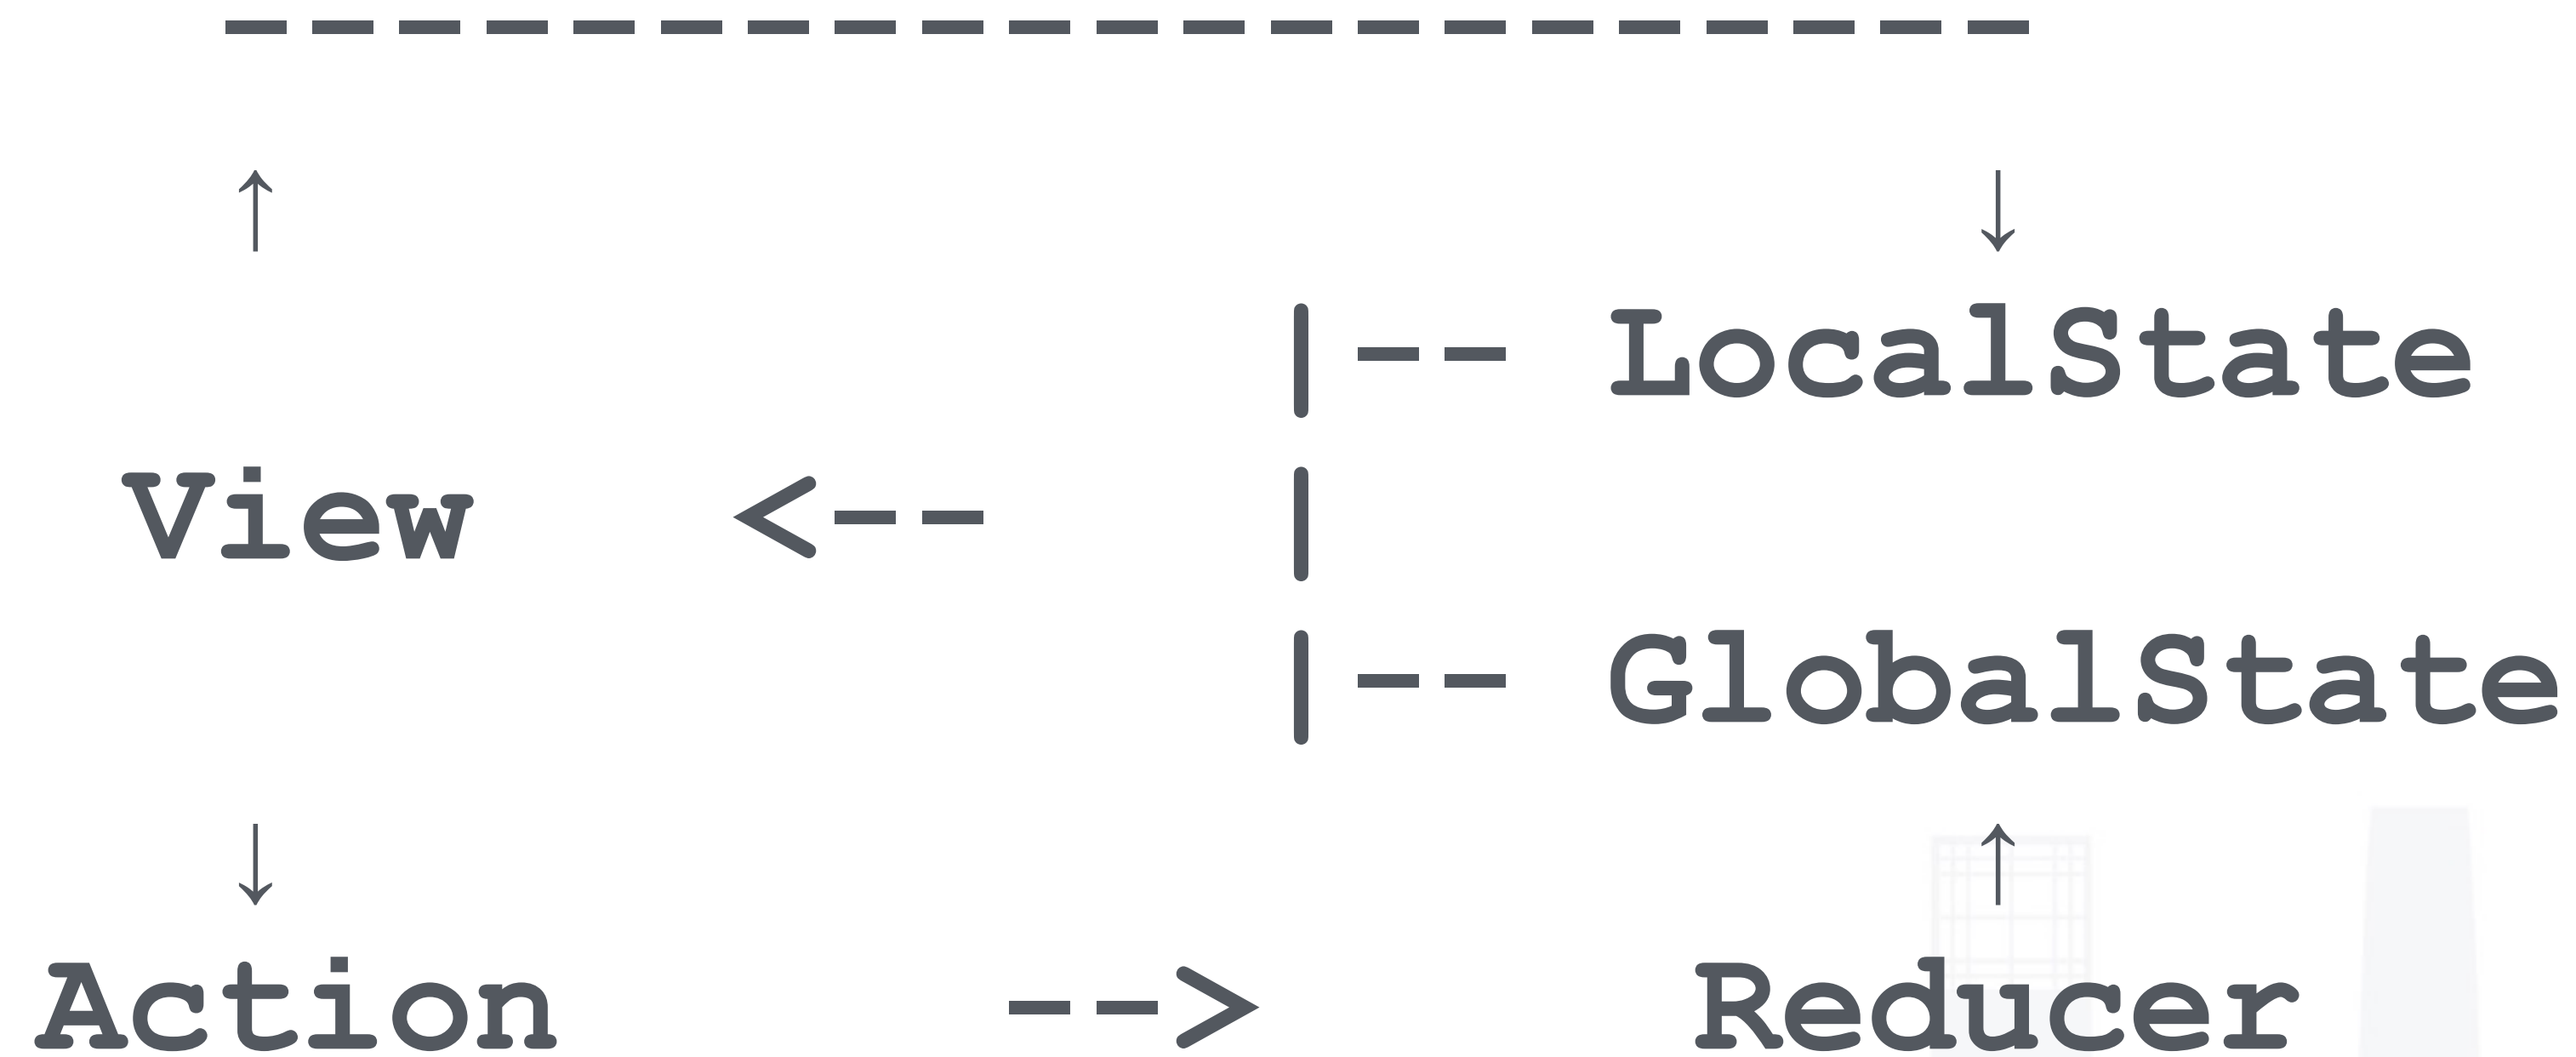 ---------------------
↑ ↓
|-- LocalState
View <-- |
|-- GlobalState
↓ ↑
Action --> Reducer